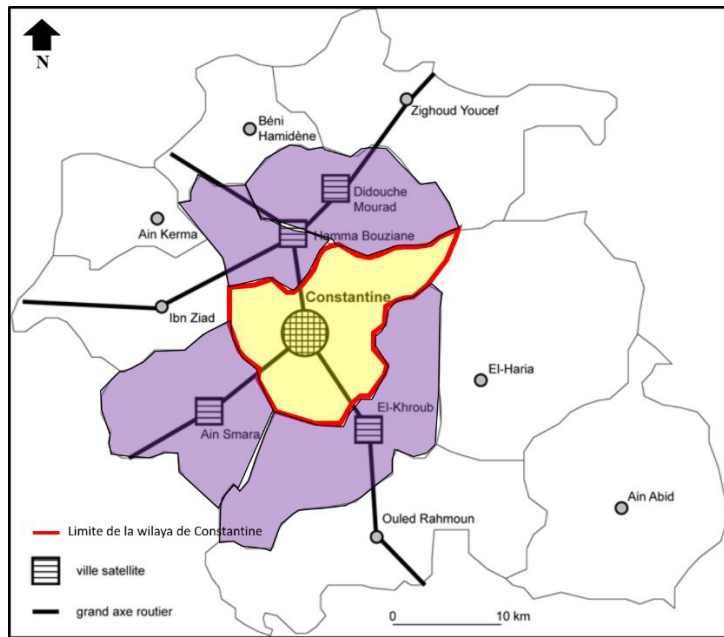 N
Zighoud Youcef
Béni
Hamidène
Didouche
Mourad
Ain Kerma
Hamma Bouziane
Constantine
Ibn Ziad
El-Haria
El-Khroub
Ain Smara
Ain Abid
Ouled Rahmoun
Limite de la wilaya de Constantine
ville satellite
grand axe routier
0 10 km